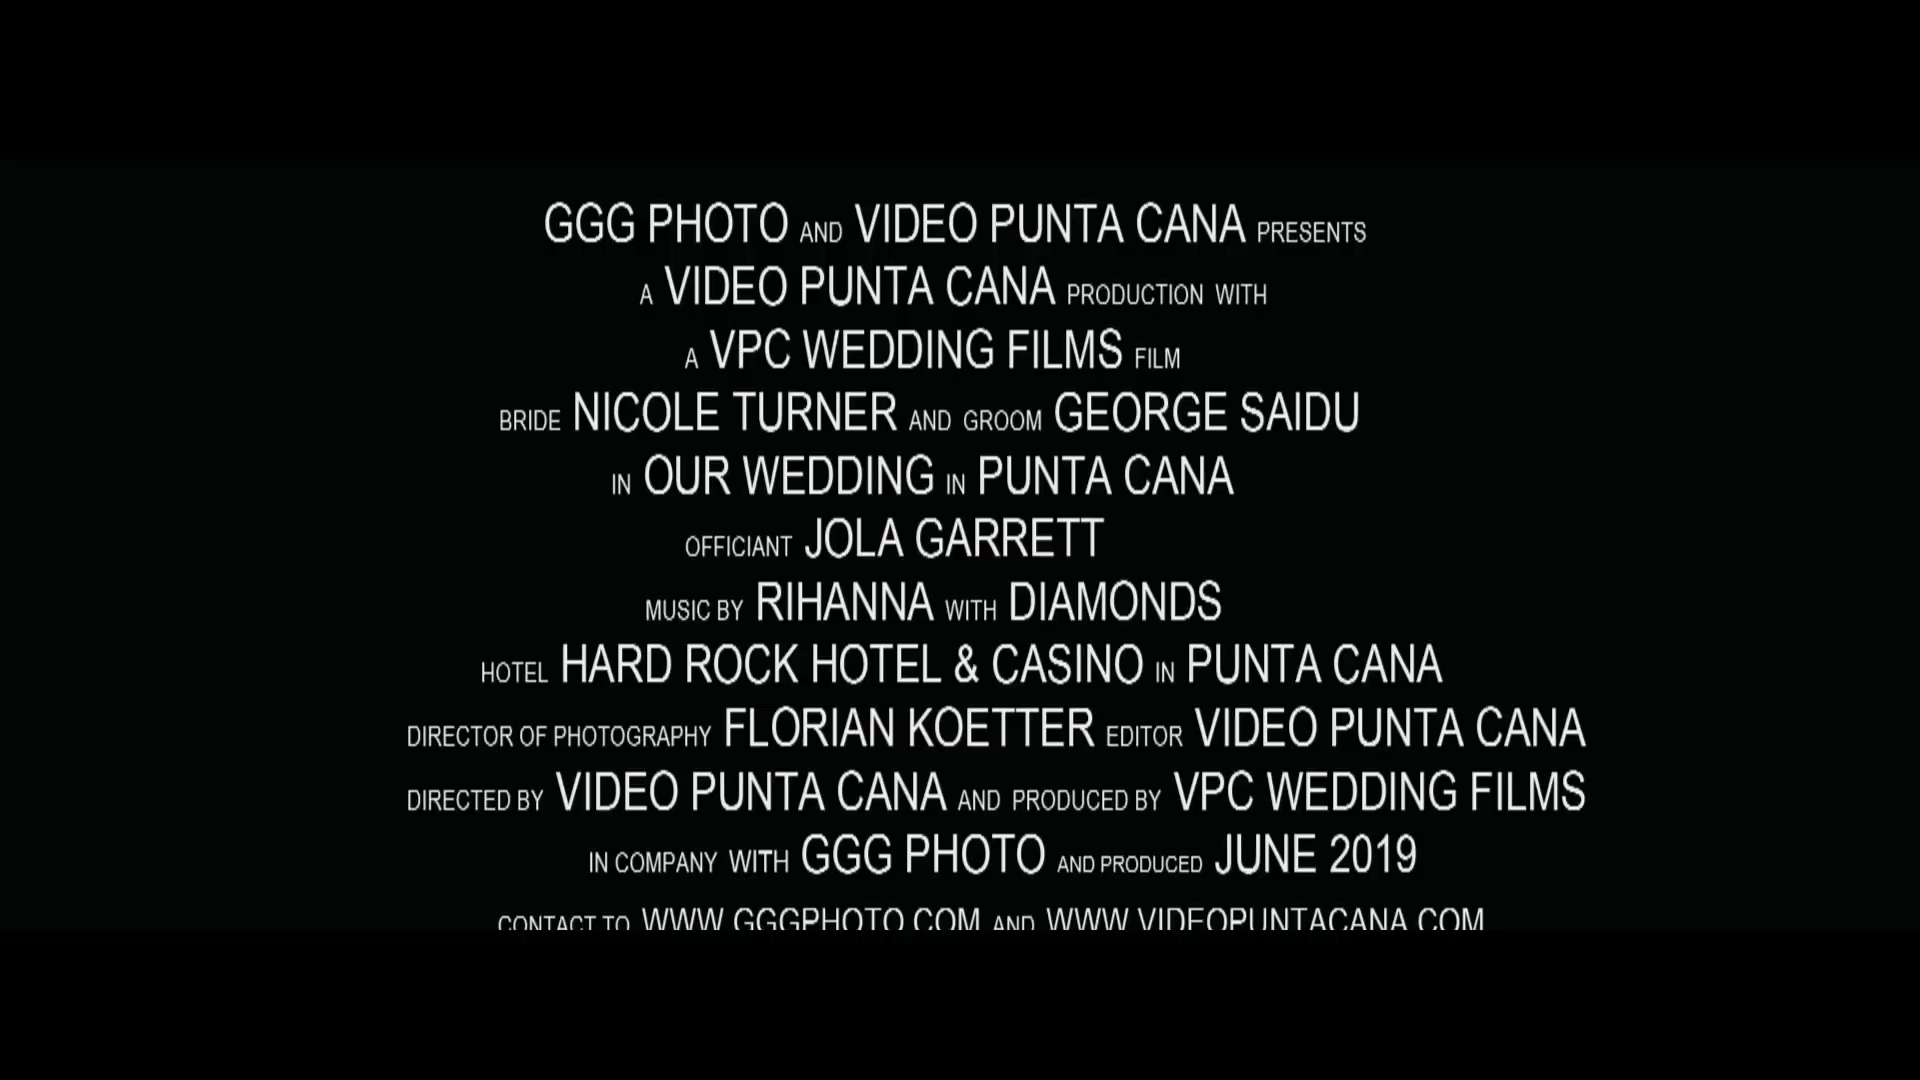 GGG PHOTO AND VIDEO PUNTA CANA PRESENTS
A VIDEO PUNTA CANA PRODUCTION WITH
A VPC WEDDING FILMS FILM
BRIDE NICOLE TURNER AND GROOM GEORGE SAIDU
IN OUR WEDDING IN PUNTA CANA
OFFICIANT JOLA GARRETT
MUSIC BY RIHANNA WITH DIAMONDS
HOTEL HARD ROCK HOTEL & CASINO IN PUNTA CANA
DIRECTOR OF PHOTOGRAPHY FLORIAN KOETTER EDITOR VIDEO PUNTA CANA
DIRECTED BY VIDEO PUNTA CANA AND PRODUCED BY VPC WEDDING FILMS
IN COMPANY WITH GGG PHOTO AND PRODUCED JUNE 2019
CONTACT TO WWW.GGGPHOTO.COM AND WWW.VIDEOPUNTACANA.COM